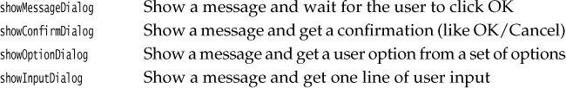 showMessageDialog Show a message and wait for the user to click OK
showConfirmDialog Show a message and get a confirmation (like OK/Cancel)
showOptionDialog Show a message and get a user option from a set of options
showInputDialog Show a message and get one line of user input